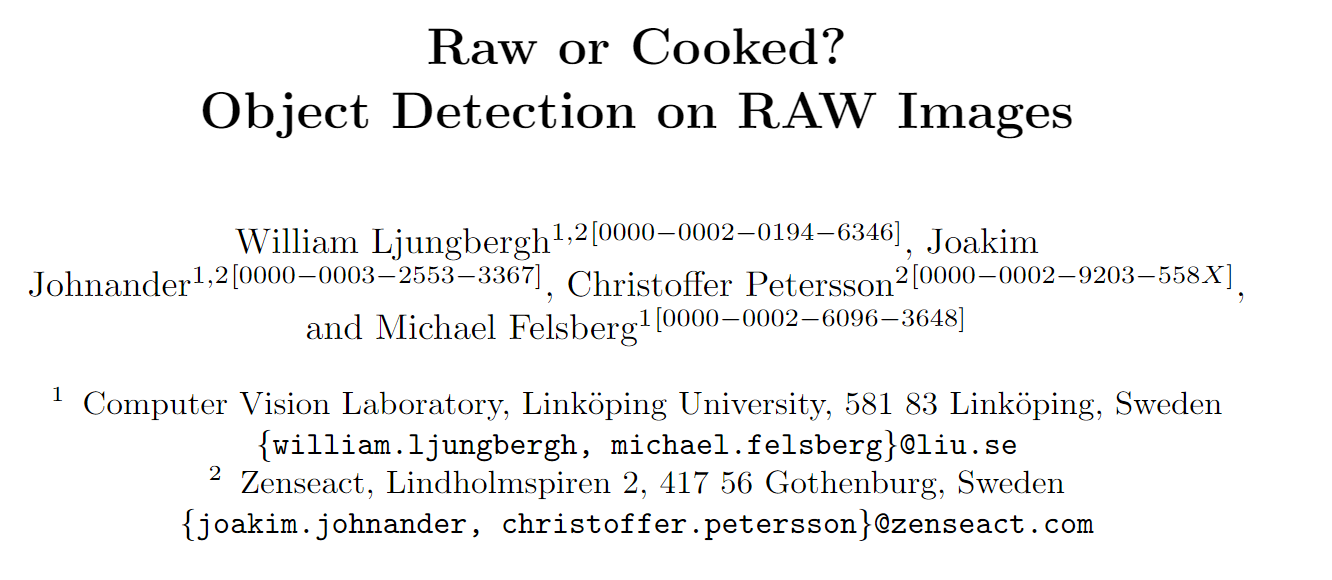 Raw or Cooked?
Object Detection on RAW Images
William Ljungbergh1,2[0000−0002−0194−6346], Joakim
Johnander1,2[0000−0003−2553−3367], Christoffer Petersson2[0000−0002−9203−558X],
and Michael Felsberg1[0000−0002−6096−3648]
1 Computer Vision Laboratory, Linköping University, 581 83 Linköping, Sweden
{william.ljungbergh, michael.felsberg}@liu.se
2 Zenseact, Lindholmspiren 2, 417 56 Gothenburg, Sweden
{joakim.johnander, christoffer.petersson}@zenseact.com